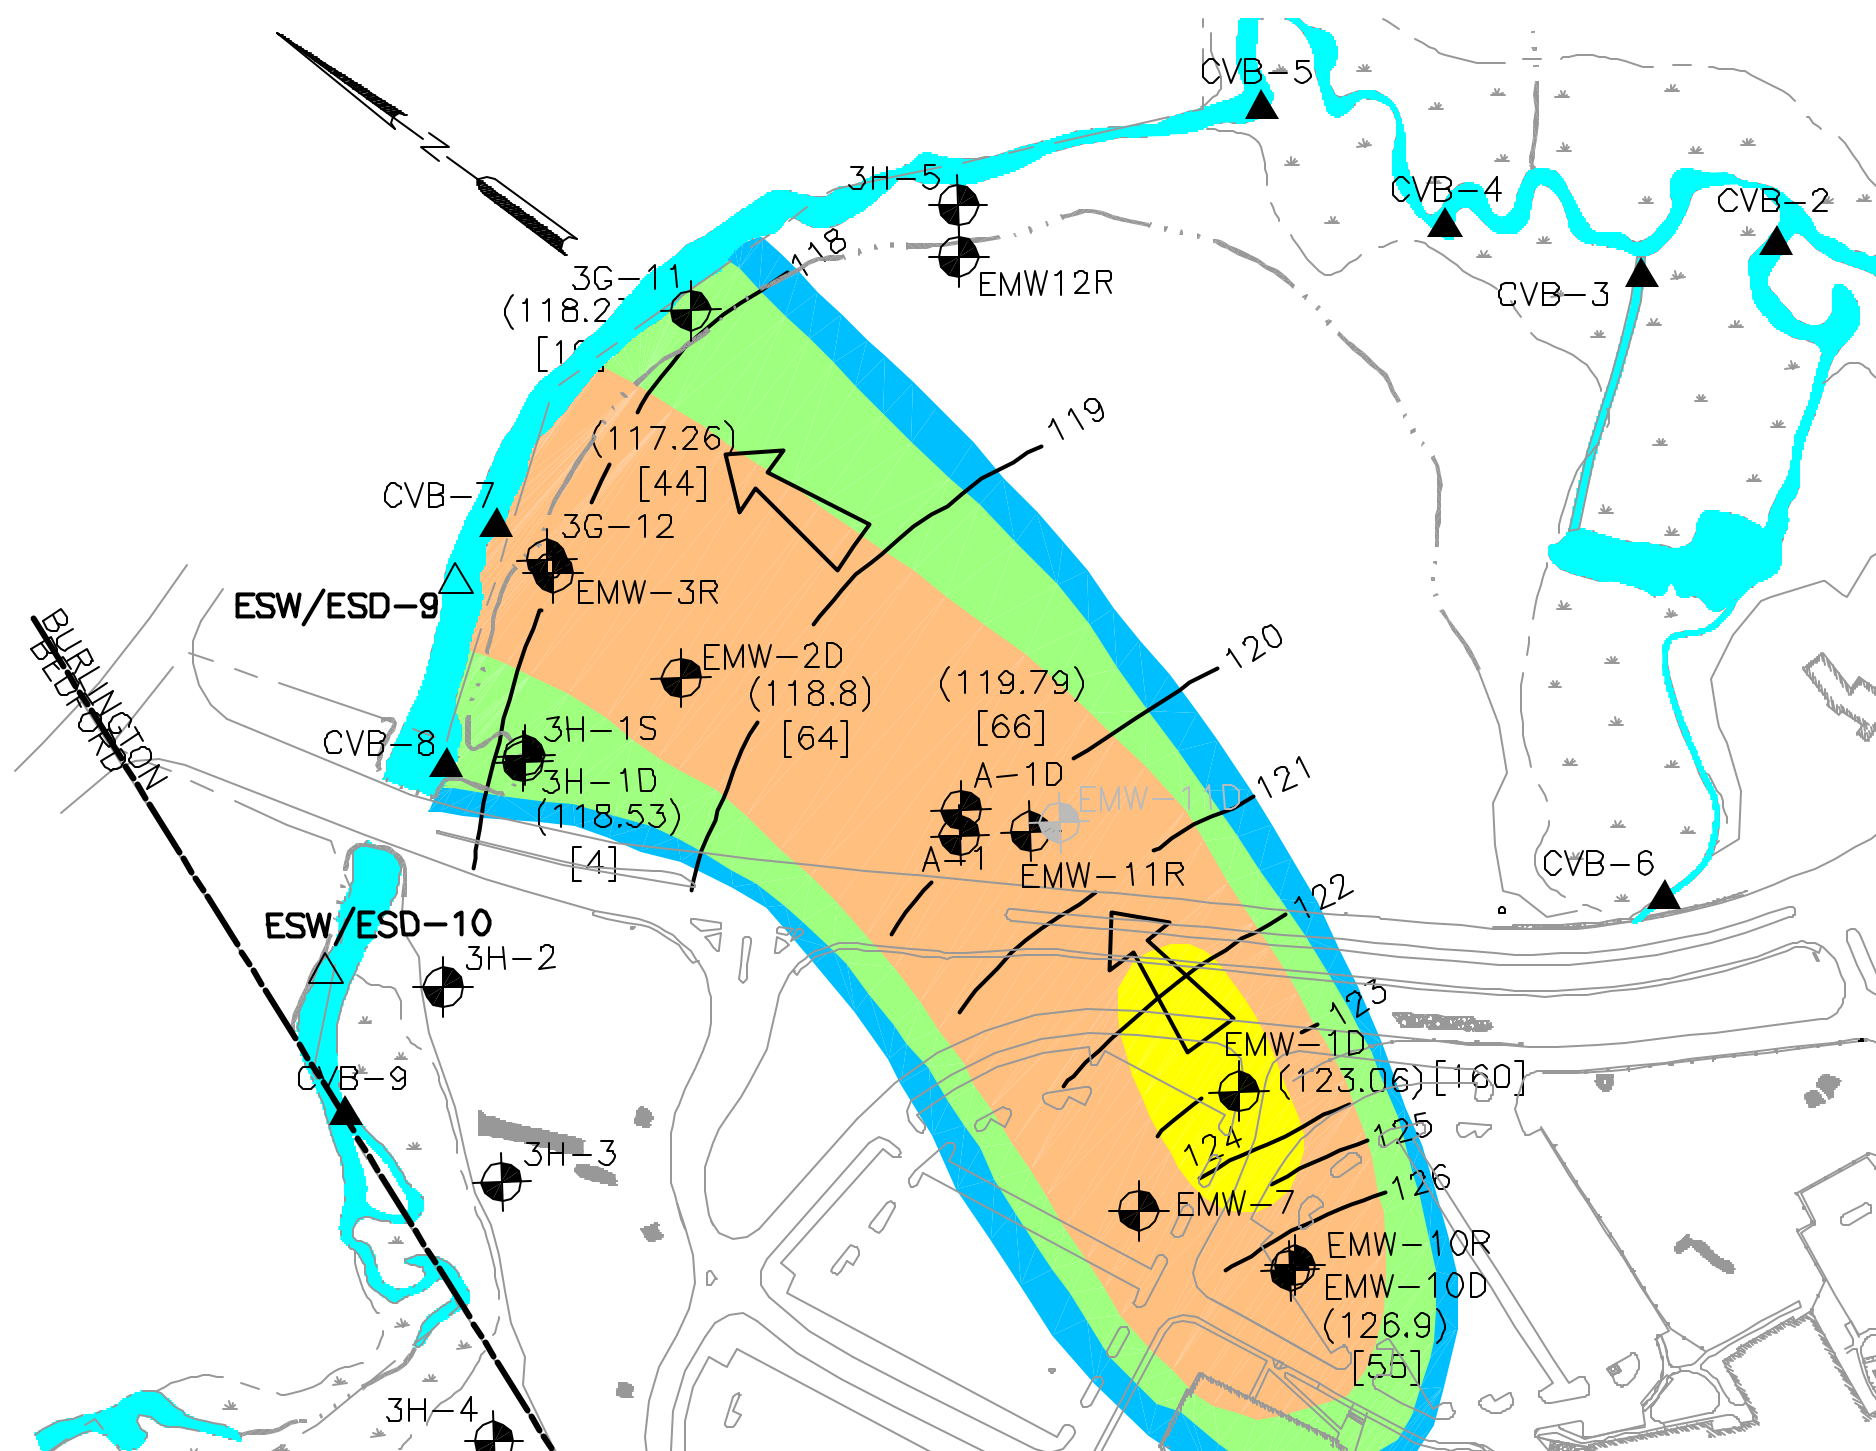 CVB-5
N
3H-5
CVB-4
CVB-2
118
3G-11
(118.2
EMW12R
CVB-3
119
(117.26)
[44]
CVB-7
3G-12
EMW-3R
ESW/ESD-9
BURLINGTON
BEDFORD
EMW-2D
(118.8)
[64]
(119.79)
[66]
120
3H-1S
CVB-8
3H-1D
(118.53)
[4]
A-1D
EMW-11D
121
A-1
EMW-11R
CVB-6
122
ESW/ESD-10
3H-2
123
EMW-1D
(123.06)
[160]
CVB-9
124
125
3H-3
126
EMW-7
EMW-10R
EMW-10D
(126.9)
[55]
3H-4